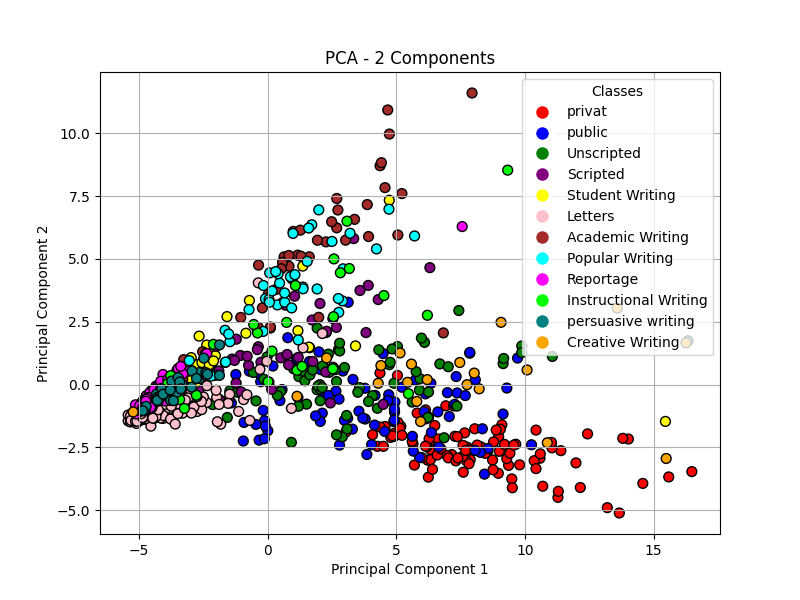 PCA - 2 Components
Principal Component 2
10.0
7.5
5.0
2.5
0.0
−2.5
−5.0
−5
0
5
10
15
Principal Component 1
Classes
privat
public
Unscripted
Scripted
Student Writing
Letters
Academic Writing
Popular Writing
Reportage
Instructional Writing
persuasive writing
Creative Writing